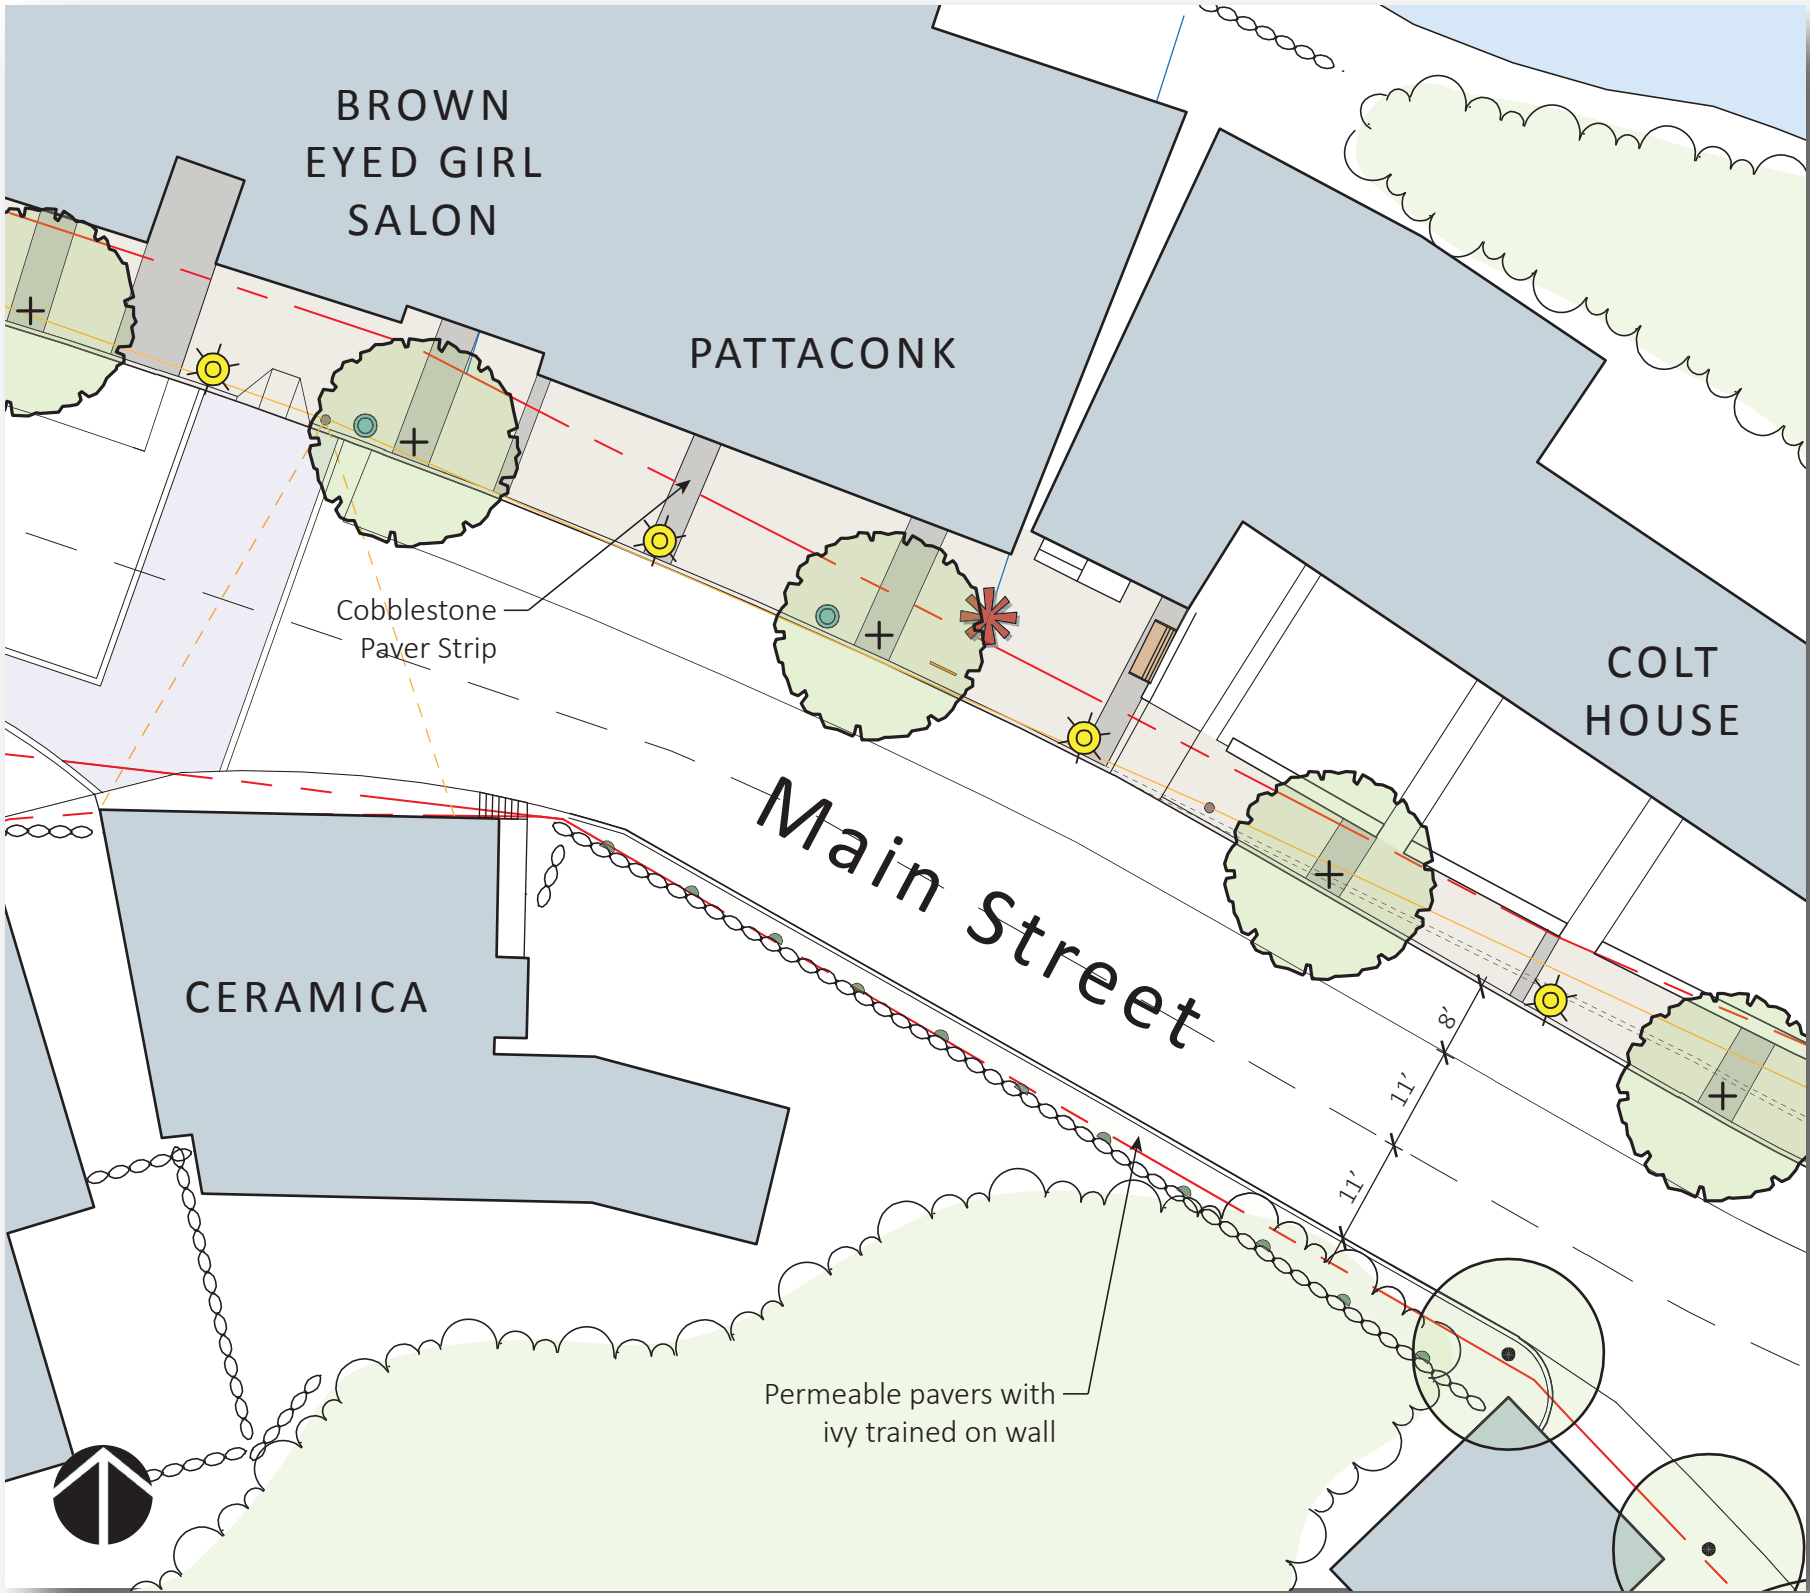 BROWN
EYED GIRL
SALON
PATTACONK
Cobblestone
Paver Strip
COLT
HOUSE
Main Street
CERAMICA
8'
11'
11'
Permeable pavers with
ivy trained on wall